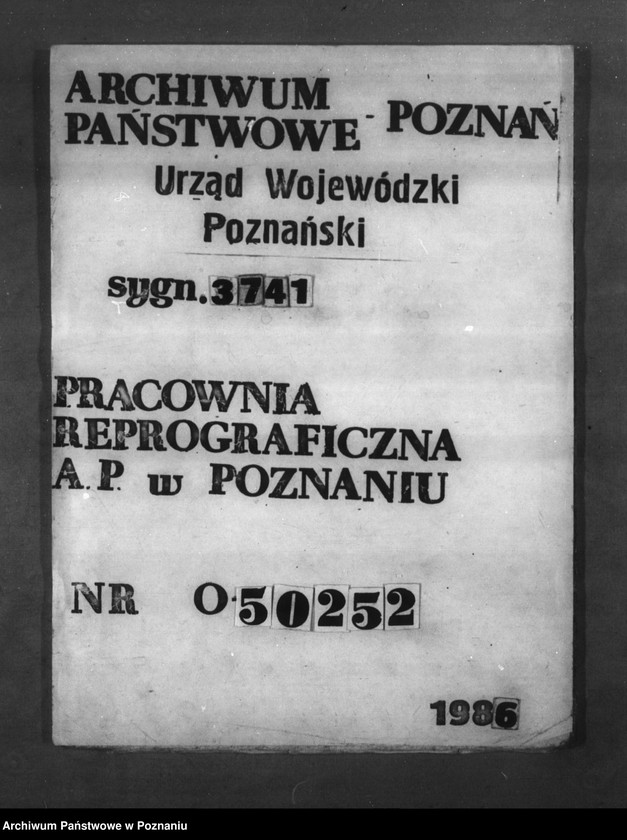 ARCHIWUM
PAŃSTWOWE - POZNAŃ
Urząd Wojewódzki
Poznański
sygn. 3741
PRACOWNIA
REPROGRAFICZNA
A.P. w POZNANIU
NR O-50252
1986
Archiwum Państwowe w Poznaniu